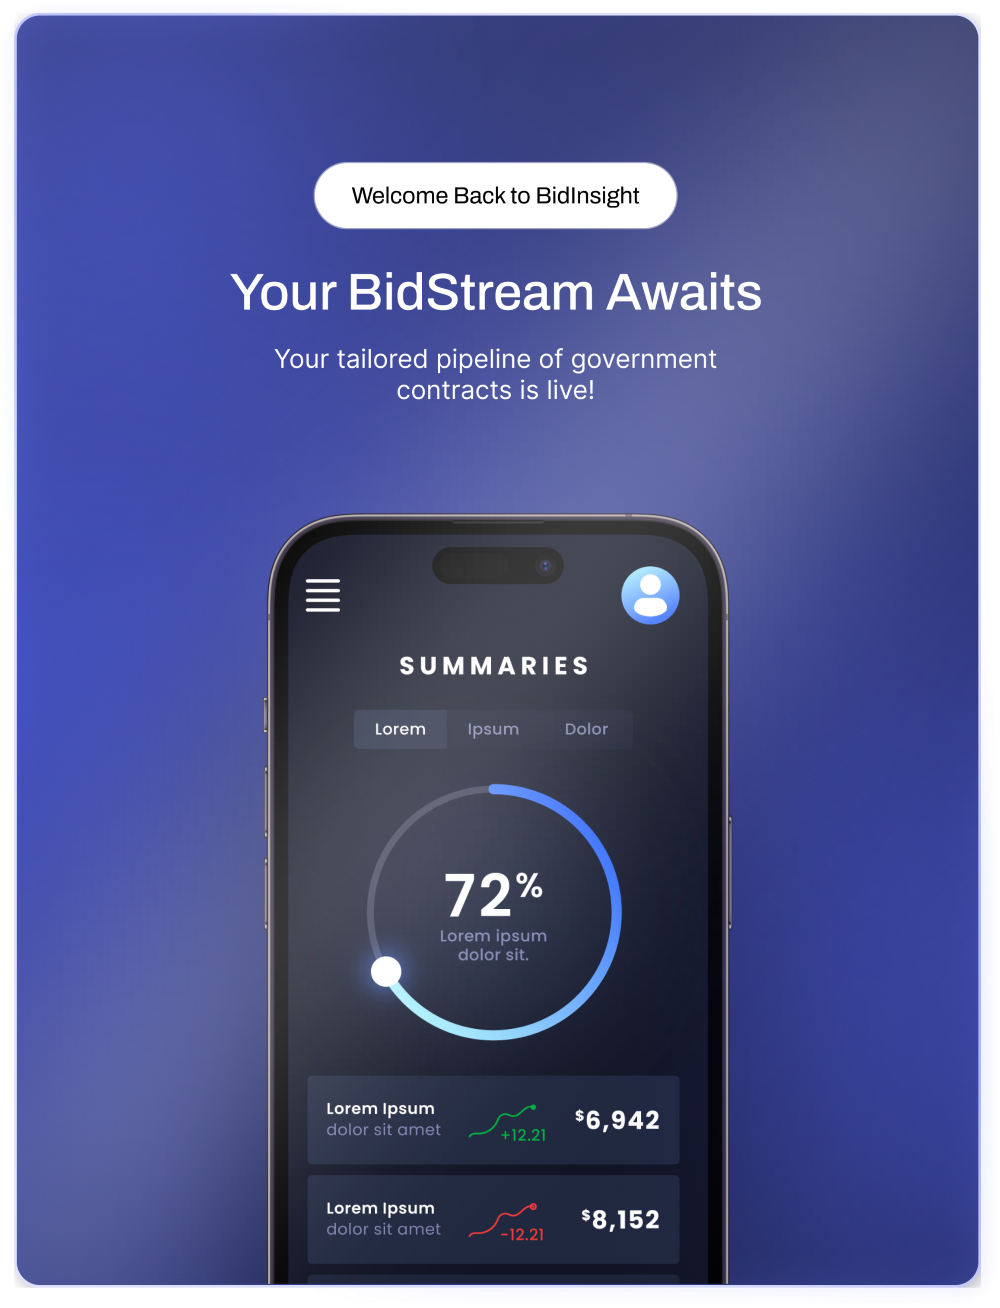 Welcome Back to BidInsight
Your BidStream Awaits
Your tailored pipeline of government
contracts is live!
SUMMARIES
Lorem Ipsum Dolor
72%
Lorem ipsum
dolor sit.
Lorem Ipsum
dolor sit amet
+12.21
$6,942
Lorem Ipsum
dolor sit amet
-12.21
$8,152